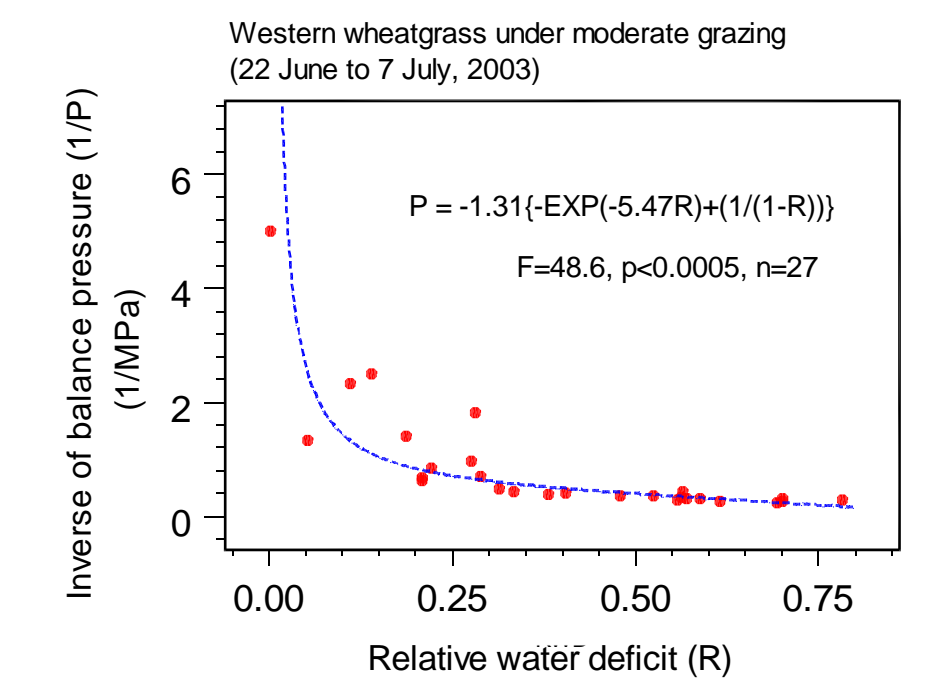 Western wheatgrass under moderate grazing
(22 June to 7 July, 2003)
Inverse of balance pressure (1/P)
(1/MPa)
6
4
2
0
P = -1.31{-EXP(-5.47R)+(1/(1-R))}
F=48.6, p<0.0005, n=27
0.00 0.25 0.50 0.75
Relative water deficit (R)